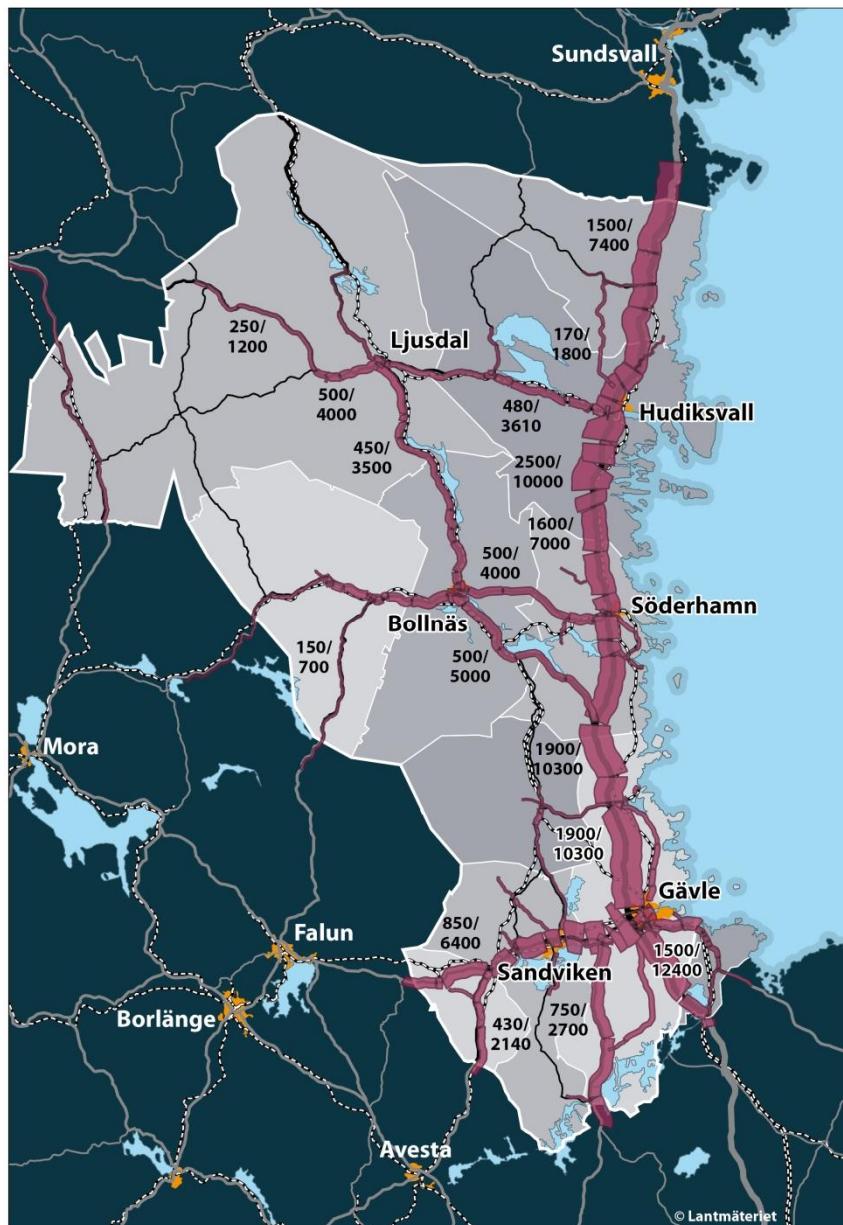 Sundsvall
1500/
7400
250/
1200
Ljusdal
170/
1800
500/
4000
480/
3610
Hudiksvall
450/
3500
2500/
10000
1600/
7000
500/
4000
Söderhamn
Bollnäs
150/
700
500/
5000
Mora
1900/
10300
1900/
10300
Gävle
Falun
850/
6400
Sandviken
1500/
12400
Borlänge
430/
2140
750/
2700
Avesta
© Lantmäteriet